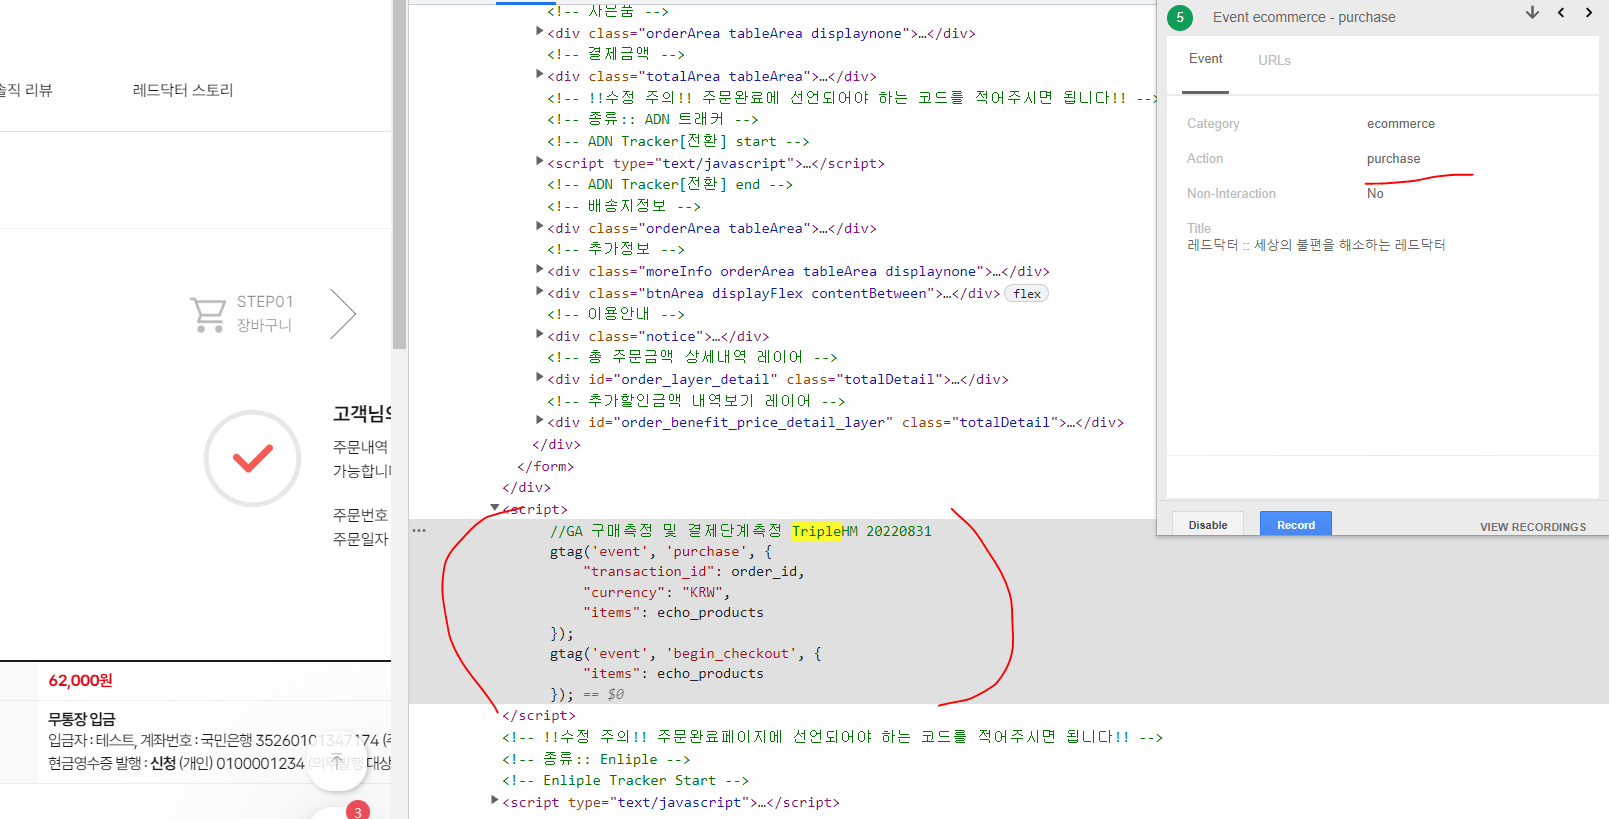 솔직 리뷰
레드닥터 스토리
STEP01
장바구니
고객님의
주문내역
가능합니다
주문번호
주문일자
62,000원
무통장 입금
입금자 : 테스트, 계좌번호 : 국민은행 35260101347174 (주
현금영수증 발행 : 신청 (개인) 0100001234 (의무발행 대상
3
<!-- 사은품 -->
<div class="orderArea tableArea displaynone">…</div>
<!-- 결제금액 -->
<div class="totalArea tableArea">…</div>
<!-- !!수정 주의!! 주문완료에 선언되어야 하는 코드를 적어주시면 됩니다!! -->
<!-- 종류:: ADN 트래커 -->
<!-- ADN Tracker[전환] start -->
<script type="text/javascript">…</script>
<!-- ADN Tracker[전환] end -->
<!-- 배송지정보 -->
<div class="orderArea tableArea">…</div>
<!-- 추가정보 -->
<div class="moreInfo orderArea tableArea displaynone">…</div>
<div class="btnArea displayFlex contentBetween">…</div> flex
<!-- 이용안내 -->
<div class="notice">…</div>
<!-- 총 주문금액 상세내역 레이어 -->
<div id="order_layer_detail" class="totalDetail">…</div>
<!-- 추가할인금액 내역보기 레이어 -->
<div id="order_benefit_price_detail_layer" class="totalDetail">…</div>
</div>
</form>
</div>
<script>
//GA 구매측정 및 결제단계측정 TripleHM 20220831
gtag('event', 'purchase', {
"transaction_id": order_id,
"currency": "KRW",
"items": echo_products
});
gtag('event', 'begin_checkout', {
"items": echo_products
}); == $0
</script>
<!-- !!수정 주의!! 주문완료페이지에 선언되어야 하는 코드를 적어주시면 됩니다!! -->
<!-- 종류:: Enliple -->
<!-- Enliple Tracker Start -->
<script type="text/javascript">…</script>
5 Event ecommerce - purchase
Event URLs
Category ecommerce
Action purchase
Non-Interaction No
Title
레드닥터 :: 세상의 불편을 해소하는 레드닥터
Disable Record VIEW RECORDINGS